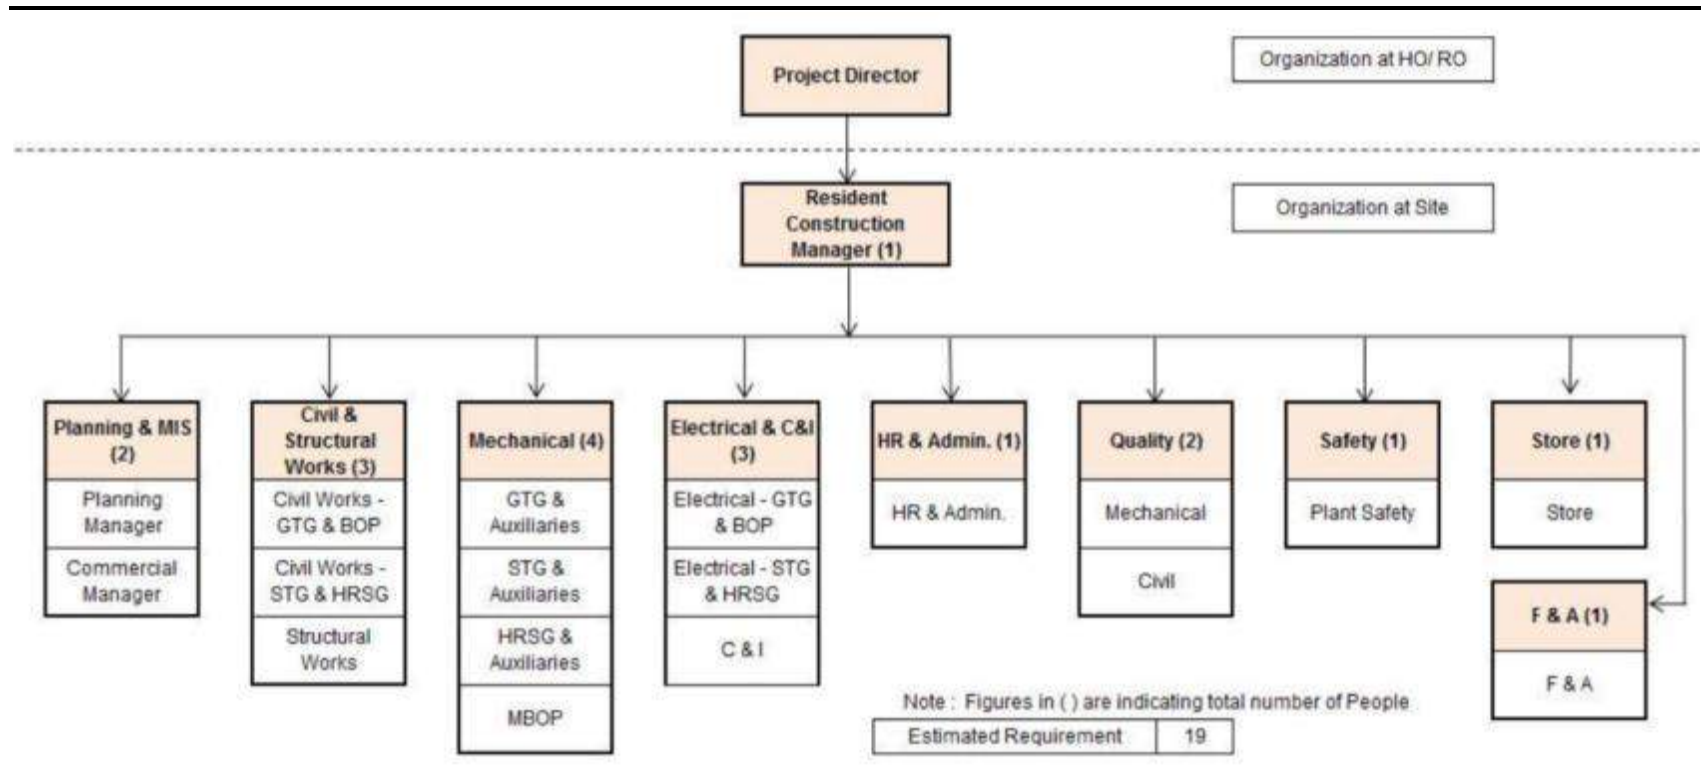 Project Director
Organization at HO/ RO
Resident
Construction
Manager (1)
Organization at Site
Planning & MIS
(2)
Planning
Manager
Commercial
Manager
Civil &
Structural
Works (3)
Civil Works -
GTG & BOP
Civil Works -
STG & HRSG
Structural
Works
Mechanical (4)
GTG &
Auxiliaries
STG &
Auxiliaries
HRSG &
Auxiliaries
MBOP
Electrical & C&I
(3)
Electrical - GTG
& BOP
Electrical - STG
& HRSG
C & I
HR & Admin. (1)
HR & Admin.
Quality (2)
Mechanical
Civil
Safety (1)
Plant Safety
Store (1)
Store
F & A (1)
F & A
Note : Figures in ( ) are indicating total number of People
Estimated Requirement 19